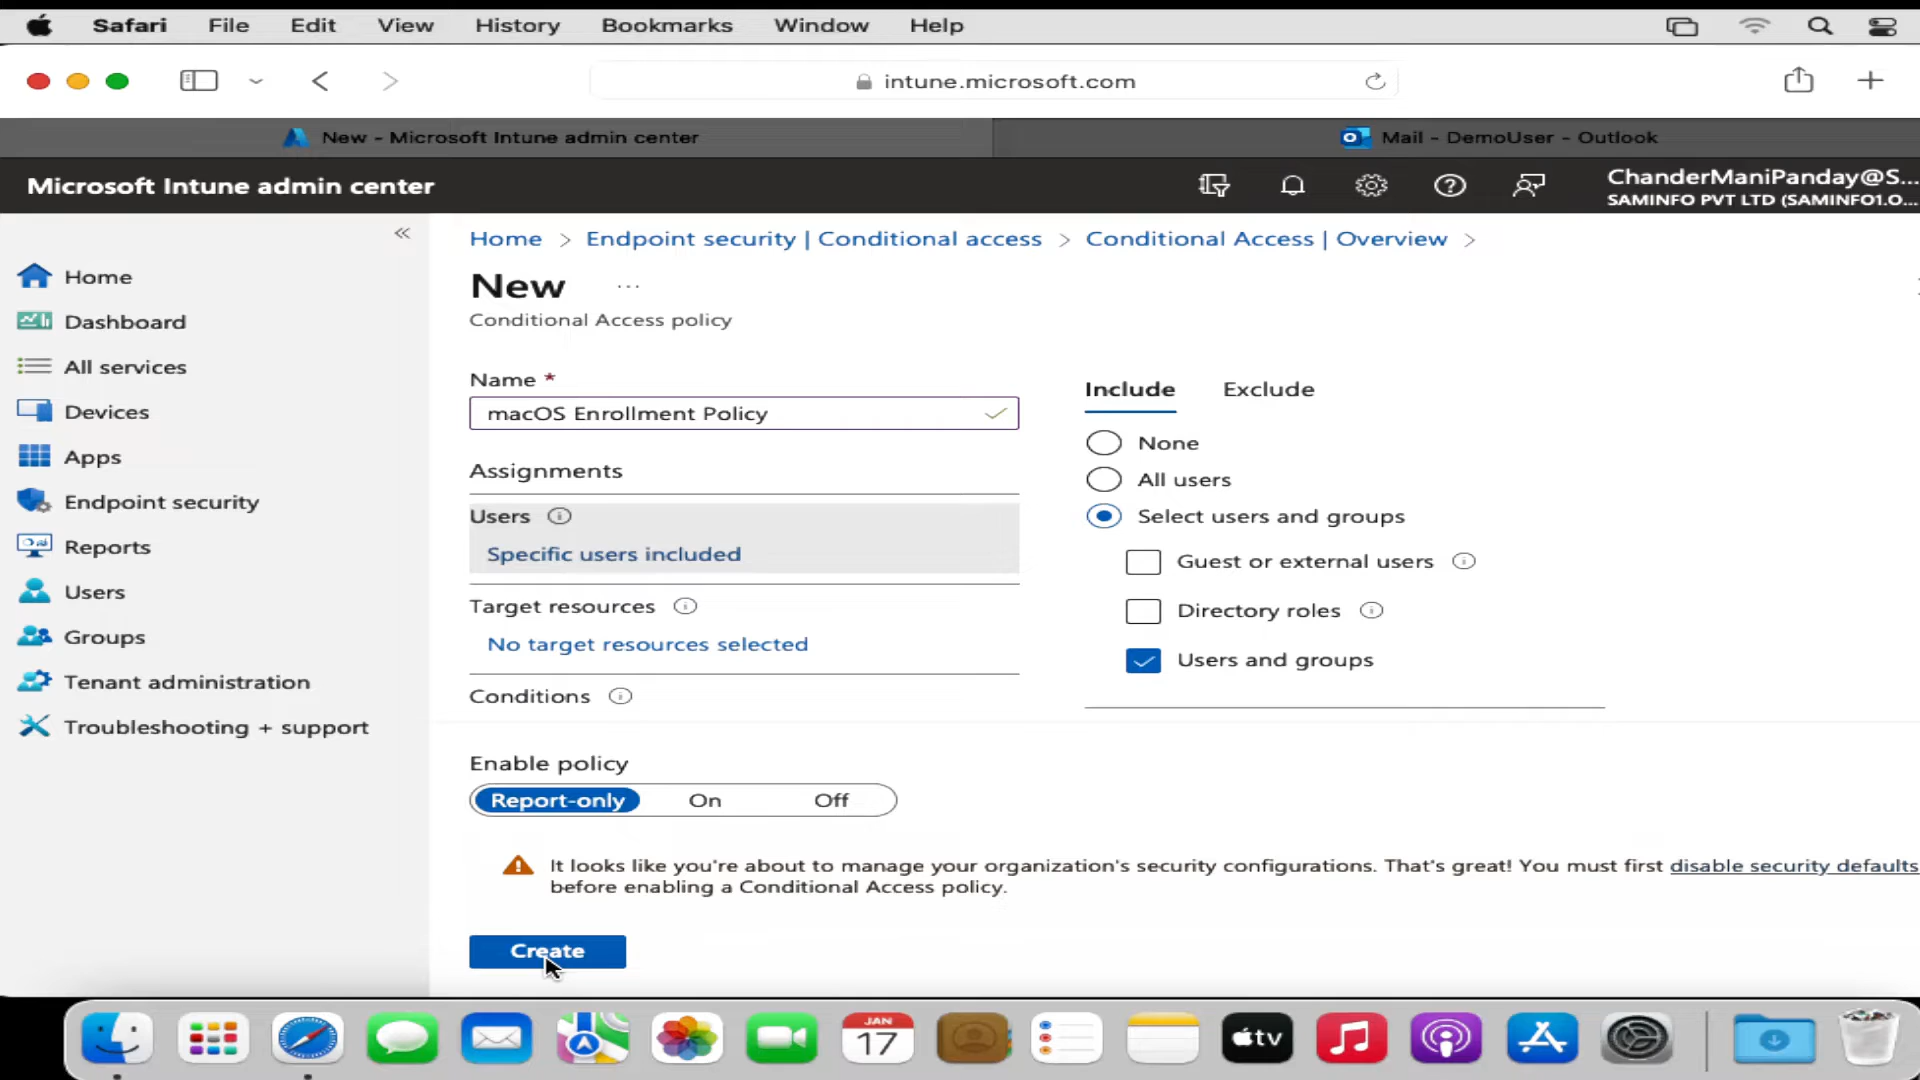 Safari File Edit View History Bookmarks Window Help
intune.microsoft.com
New - Microsoft Intune admin center
Mail - DemoUser - Outlook
Microsoft Intune admin center
ChanderManiPanday@S...
SAMINFO PVT LTD (SAMINFO1.O...
Home > Endpoint security | Conditional access > Conditional Access | Overview >
Home
Dashboard
All services
Devices
Apps
Endpoint security
Reports
Users
Groups
Tenant administration
Troubleshooting + support
New ...
Conditional Access policy
Name *
macOS Enrollment Policy
Assignments
Users
Specific users included
Target resources
No target resources selected
Conditions
Include Exclude
None
All users
Select users and groups
Guest or external users
Directory roles
Users and groups
Enable policy
Report-only On Off
It looks like you're about to manage your organization's security configurations. That's great! You must first disable security defaults
before enabling a Conditional Access policy.
Create
JAN
17
tv